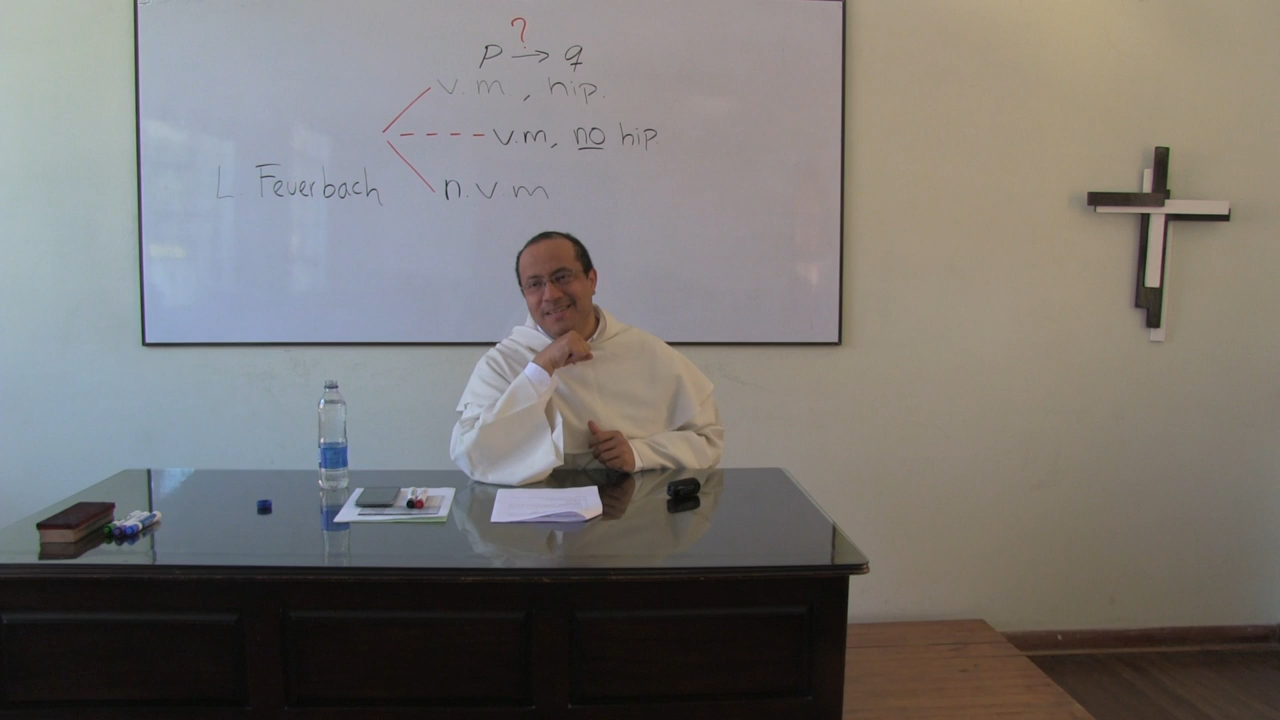 ?
p → q
v.m., hip.
v.m, no hip.
L Feuerbach
n.v.m